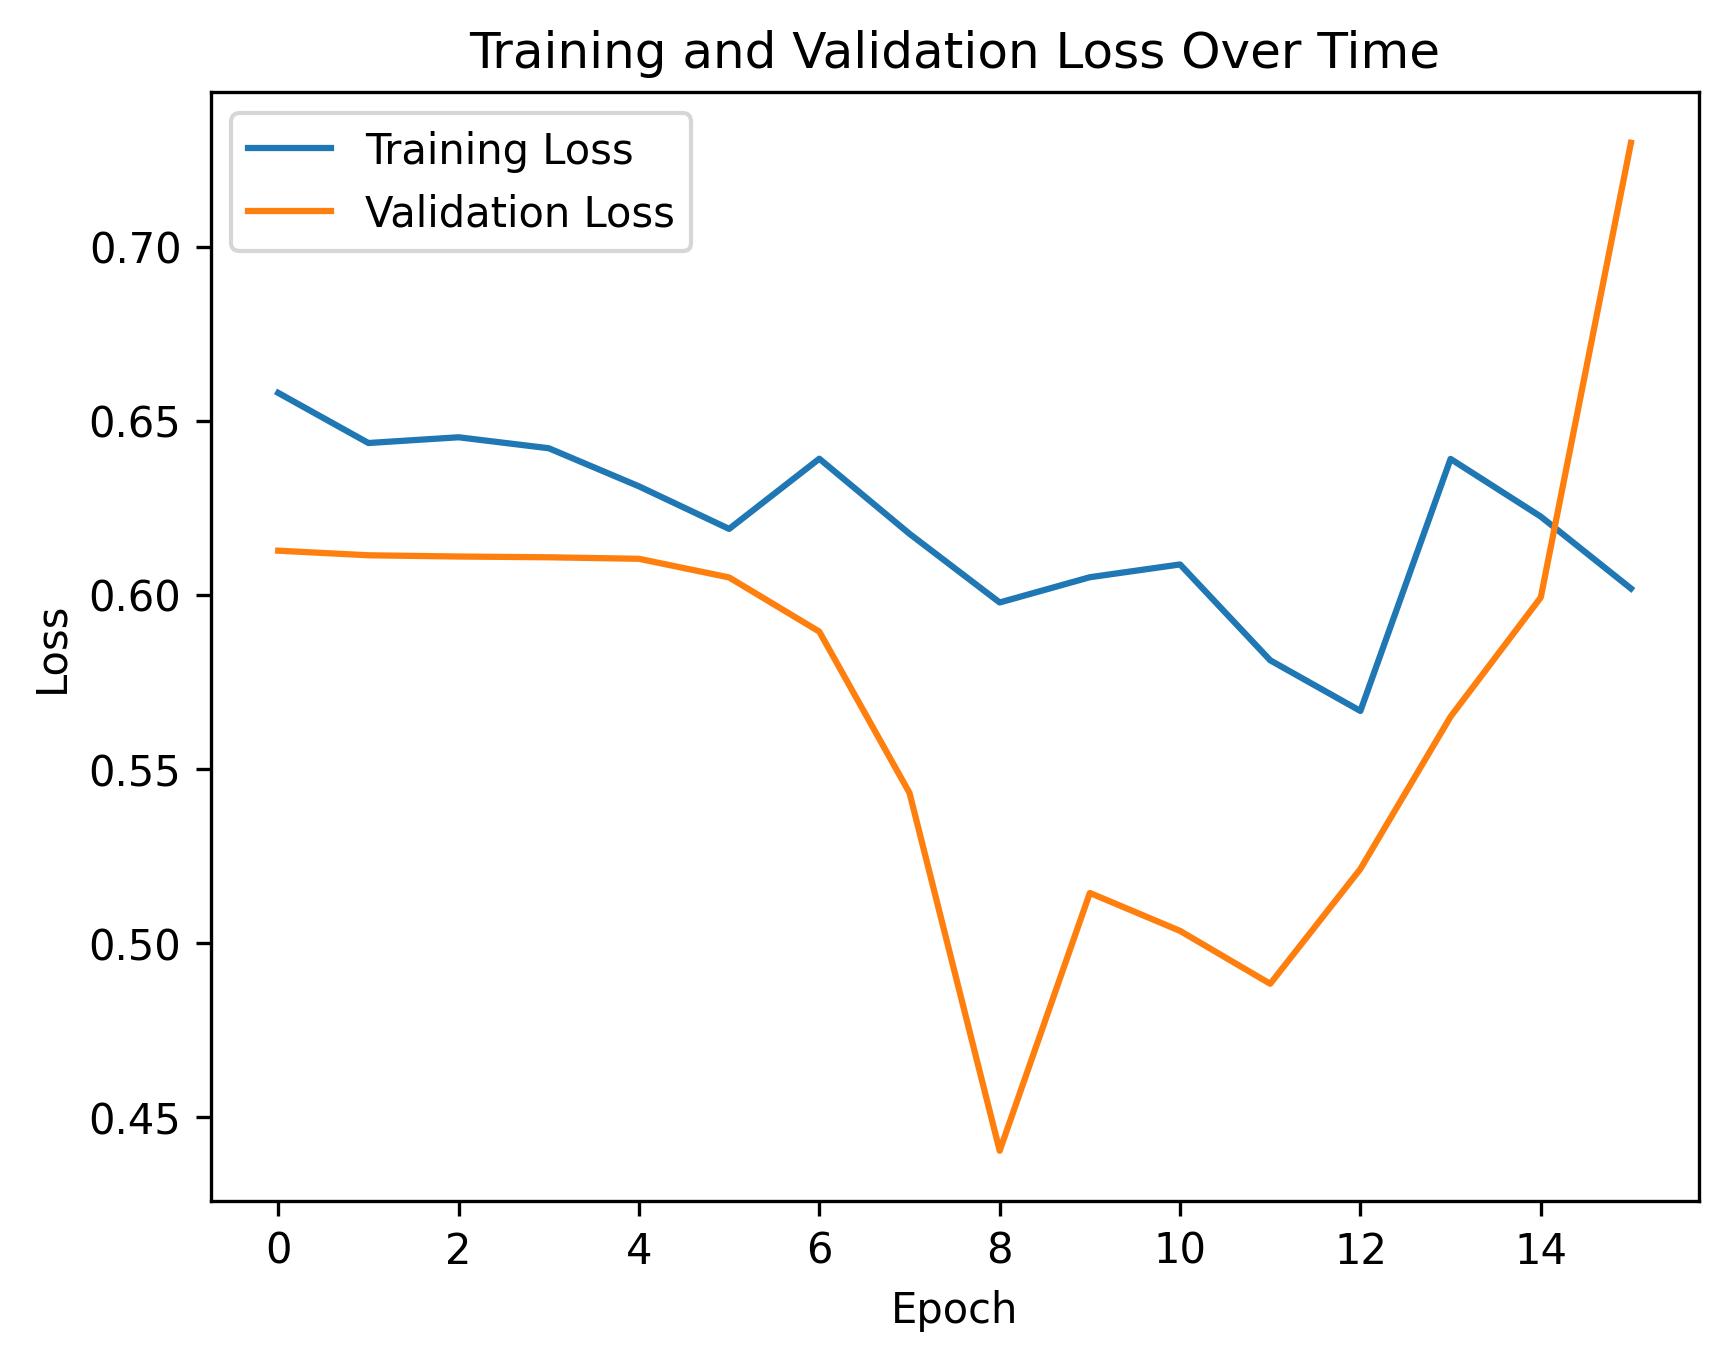 Training and Validation Loss Over Time
Training Loss
Validation Loss
0.70
0.65
0.60
0.55
0.50
0.45
Loss
0 2 4 6 8 10 12 14
Epoch